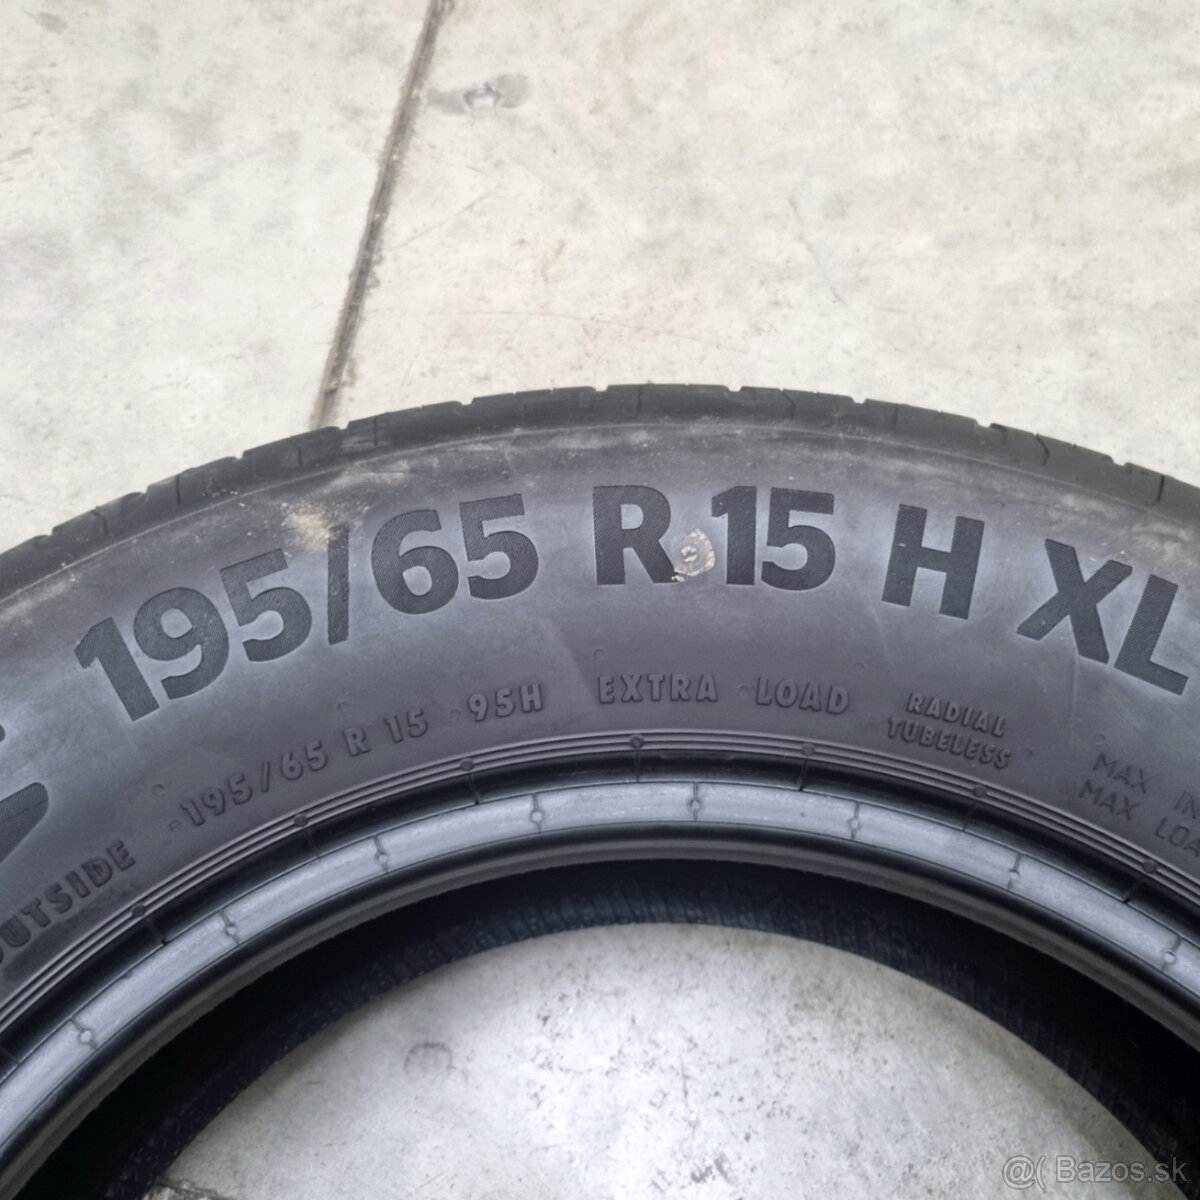 195/65 R 15 H XL
OUTSIDE
195/65 R 15 95H EXTRA LOAD
RADIAL
TUBELESS
MAX
MAX
@( Bazos.sk